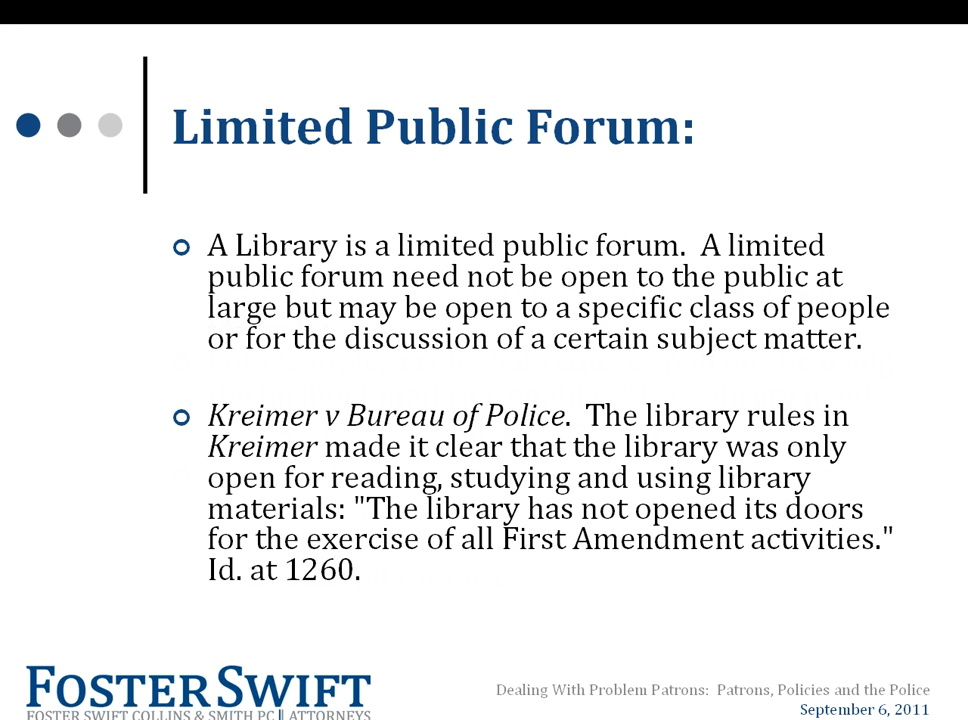 Limited Public Forum:
A Library is a limited public forum.  A limited
public forum need not be open to the public at
large but may be open to a specific class of people
or for the discussion of a certain subject matter.
Kreimer v Bureau of Police.  The library rules in
Kreimer made it clear that the library was only
open for reading, studying and using library
materials: "The library has not opened its doors
for the exercise of all First Amendment activities."
Id. at 1260.
FOSTER SWIFT
FOSTER SWIFT COLLINS & SMITH PC || ATTORNEYS
Dealing With Problem Patrons:  Patrons, Policies and the Police
September 6, 2011